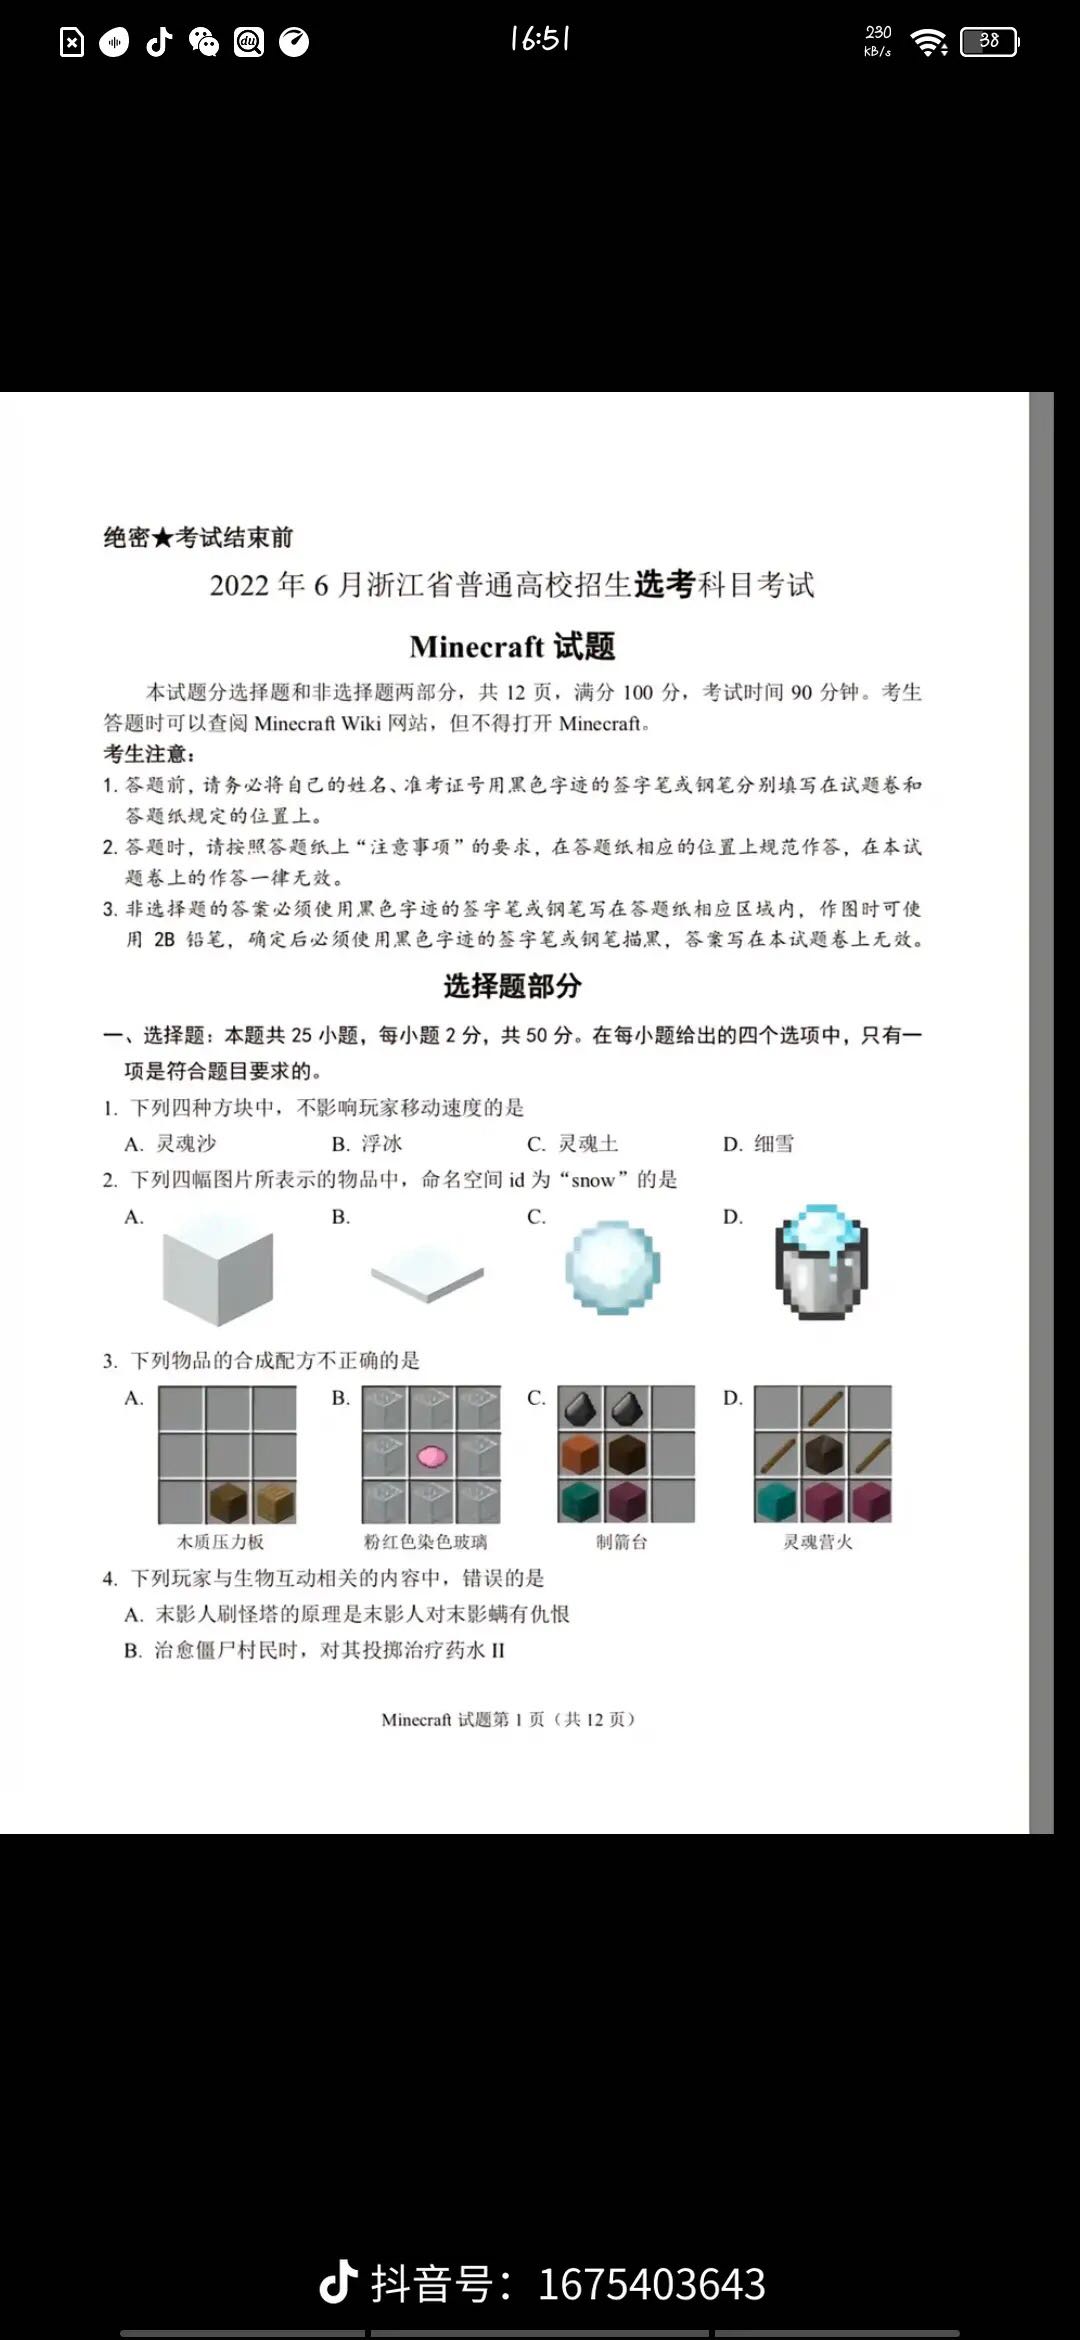 16:51
230
KB/s
38
绝密★考试结束前
2022 年 6 月浙江省普通高校招生选考科目考试
Minecraft 试题
本试题分选择题和非选择题两部分，共 12 页，满分 100 分，考试时间 90 分钟。考生
答题时可以查阅 Minecraft Wiki 网站，但不得打开 Minecraft。
考生注意：
1. 答题前，请务必将自己的姓名、准考证号用黑色字迹的签字笔或钢笔分别填写在试题卷和
答题纸规定的位置上。
2. 答题时，请按照答题纸上“注意事项”的要求，在答题纸相应的位置上规范作答，在本试
题卷上的作答一律无效。
3. 非选择题的答案必须使用黑色字迹的签字笔或钢笔写在答题纸相应区域内，作图时可使
用 2B 铅笔，确定后必须使用黑色字迹的签字笔或钢笔描黑，答案写在本试题卷上无效。
选择题部分
一、选择题：本题共 25 小题，每小题 2 分，共 50 分。在每小题给出的四个选项中，只有一
项是符合题目要求的。
1. 下列四种方块中，不影响玩家移动速度的是
A. 灵魂沙 B. 浮冰 C. 灵魂土 D. 细雪
2. 下列四幅图片所表示的物品中，命名空间 id 为“snow”的是
A. B. C. D.
3. 下列物品的合成配方不正确的是
A. B. C. D.
木质压力板 粉红色染色玻璃 制箭台 灵魂营火
4. 下列玩家与生物互动相关的内容中，错误的是
A. 末影人刷怪塔的原理是末影人对末影螨有仇恨
B. 治愈僵尸村民时，对其投掷治疗药水 II
Minecraft 试题第 1 页（共 12 页）
抖音号：1675403643